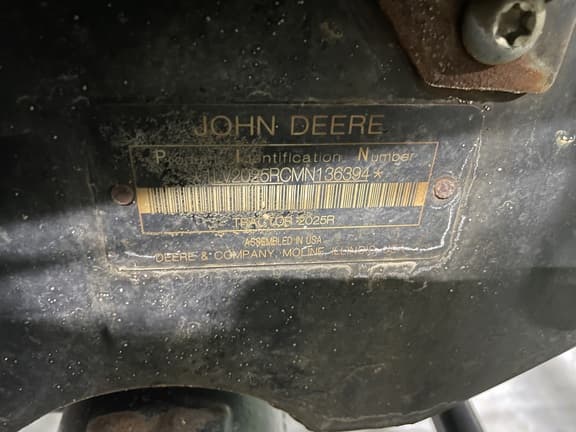 JOHN DEERE
Product Identification Number
*1LV2025RCMN136394*
TRACTOR 2025R
ASSEMBLED IN USA
DEERE & COMPANY, MOLINE, ILLINOIS